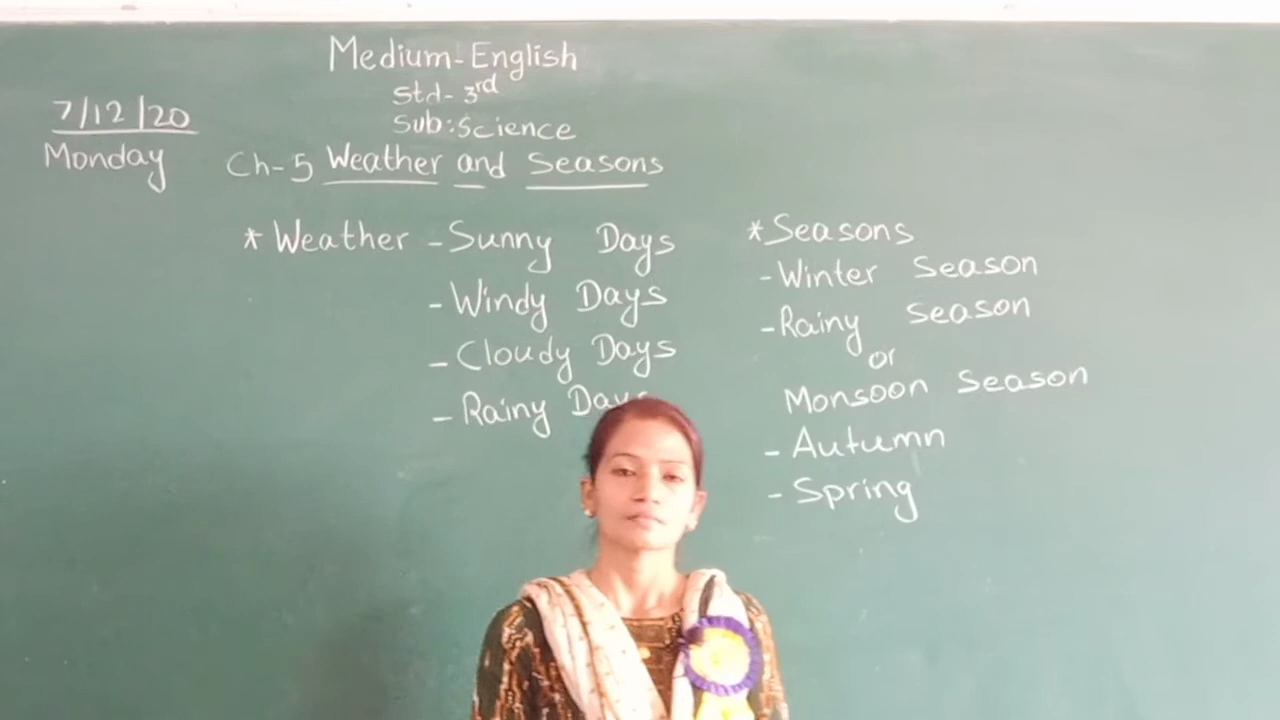 Medium-English
Std-3rd
Sub:Science
7/12/20
Monday
Ch-5 Weather and Seasons
* Weather - Sunny Days
- Windy Days
- Cloudy Days
- Rainy Days
* Seasons
- Winter Season
- Rainy Season
or
Monsoon Season
- Autumn
- Spring